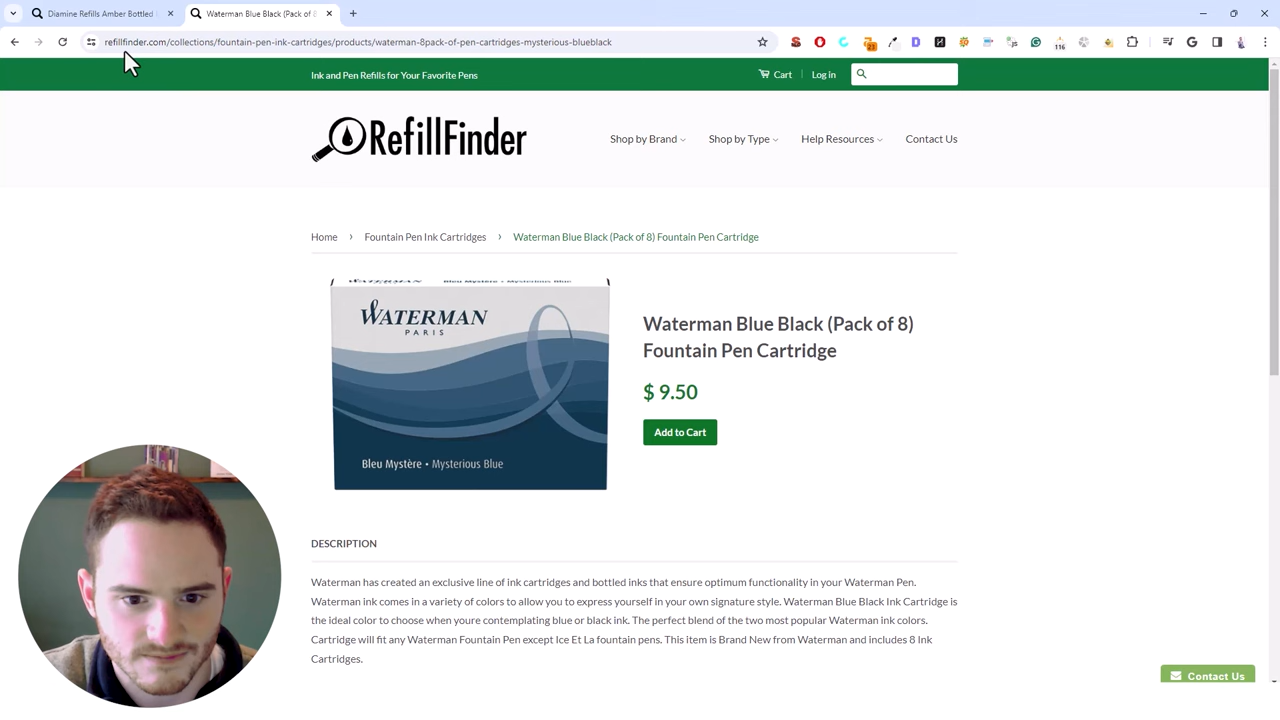 Diamine Refills Amber Bottled
Waterman Blue Black (Pack of 8
refillfinder.com/collections/fountain-pen-ink-cartridges/products/waterman-8pack-of-pen-cartridges-mysterious-blueblack
21
116
Ink and Pen Refills for Your Favorite Pens
Cart
Log in
RefillFinder
Shop by Brand
Shop by Type
Help Resources
Contact Us
Home › Fountain Pen Ink Cartridges › Waterman Blue Black (Pack of 8) Fountain Pen Cartridge
WATERMAN
PARIS
Bleu Mystère • Mysterious Blue
Waterman Blue Black (Pack of 8)
Fountain Pen Cartridge
$ 9.50
Add to Cart
DESCRIPTION
Waterman has created an exclusive line of ink cartridges and bottled inks that ensure optimum functionality in your Waterman Pen.
Waterman ink comes in a variety of colors to allow you to express yourself in your own signature style. Waterman Blue Black Ink Cartridge is
the ideal color to choose when youre contemplating blue or black ink. The perfect blend of the two most popular Waterman ink colors.
Cartridge will fit any Waterman Fountain Pen except Ice Et La fountain pens. This item is Brand New from Waterman and includes 8 Ink
Cartridges.
Contact Us